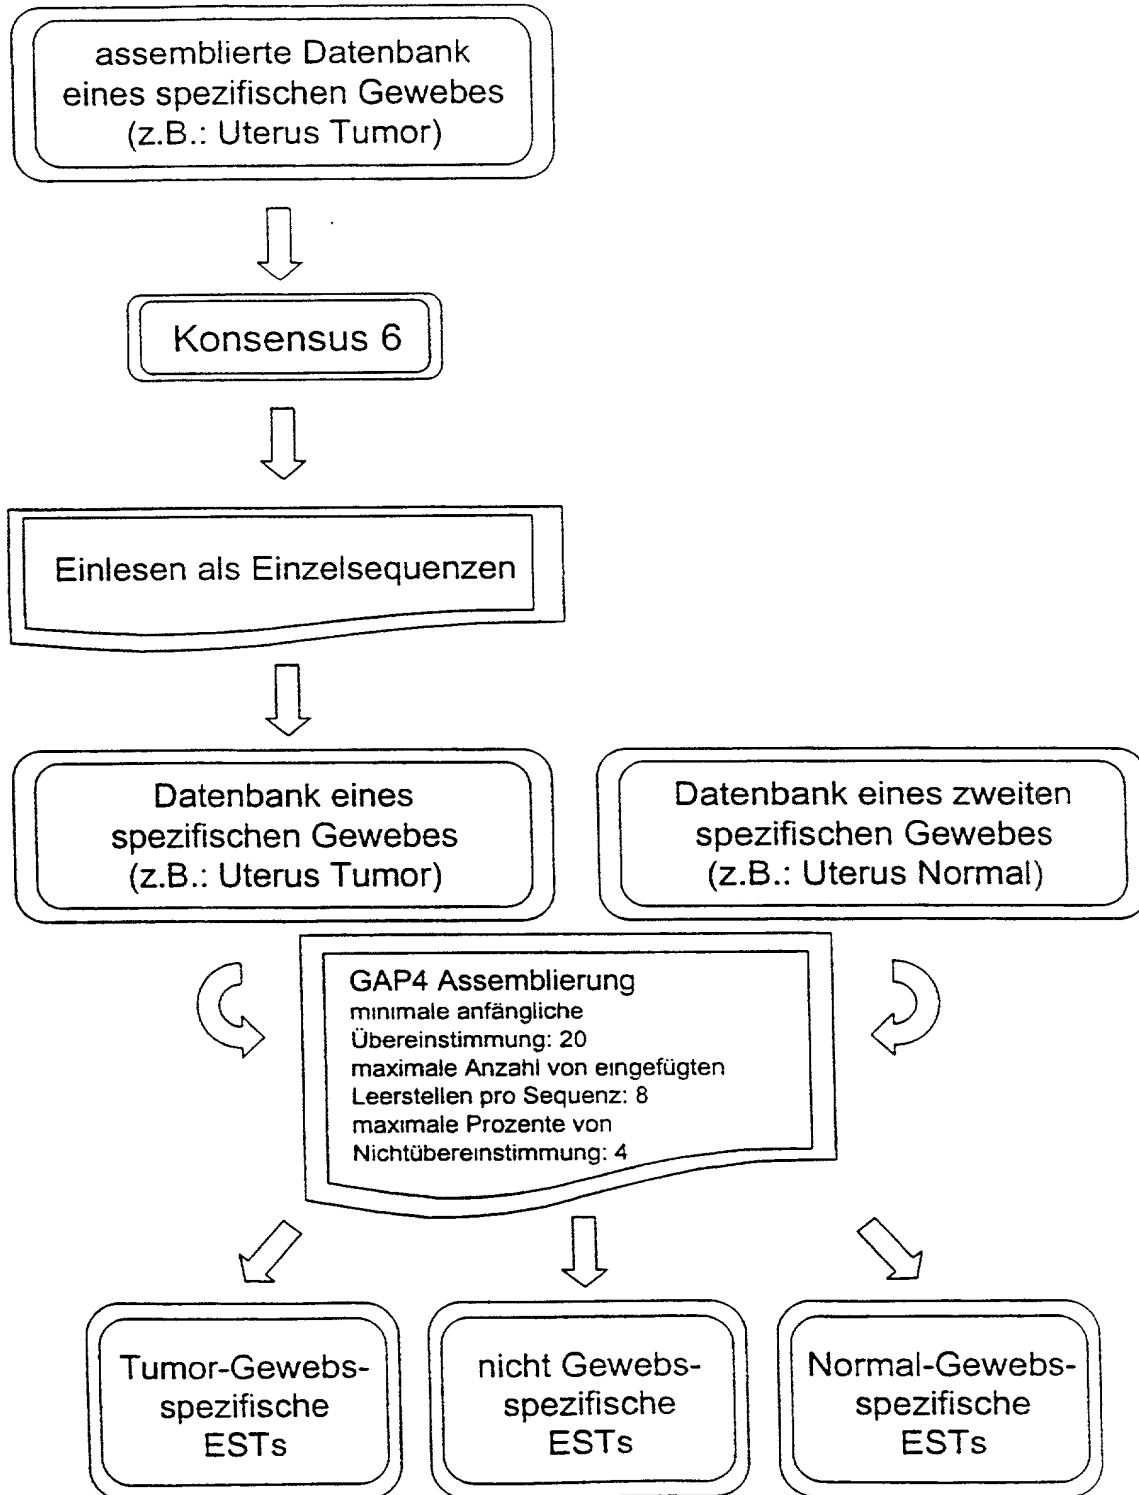 assemblierte Datenbank
eines spezifischen Gewebes
(z.B.: Uterus Tumor)
Konsensus 6
Einlesen als Einzelsequenzen
Datenbank eines
spezifischen Gewebes
(z.B.: Uterus Tumor)
Datenbank eines zweiten
spezifischen Gewebes
(z.B.: Uterus Normal)
GAP4 Assemblierung
minimale anfängliche
Übereinstimmung: 20
maximale Anzahl von eingefügten
Leerstellen pro Sequenz: 8
maximale Prozente von
Nichtübereinstimmung: 4
Tumor-Gewebs-
spezifische
ESTs
nicht Gewebs-
spezifische
ESTs
Normal-Gewebs-
spezifische
ESTs